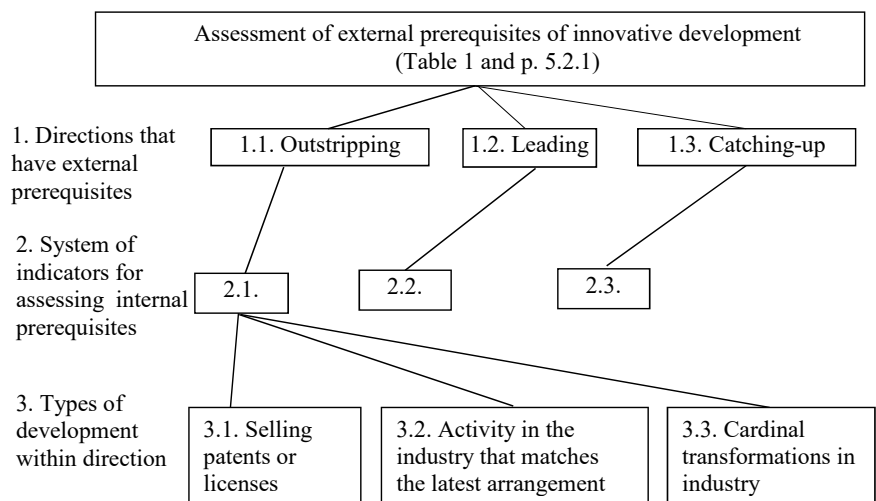 Assessment of external prerequisites of innovative development
(Table 1 and p. 5.2.1)
1. Directions that
have external
prerequisites
1.1. Outstripping
1.2. Leading
1.3. Catching-up
2. System of
indicators for
assessing internal
prerequisites
2.1.
2.2.
2.3.
3. Types of
development
within direction
3.1. Selling
patents or
licenses
3.2. Activity in the
industry that matches
the latest arrangement
3.3. Cardinal
transformations in
industry